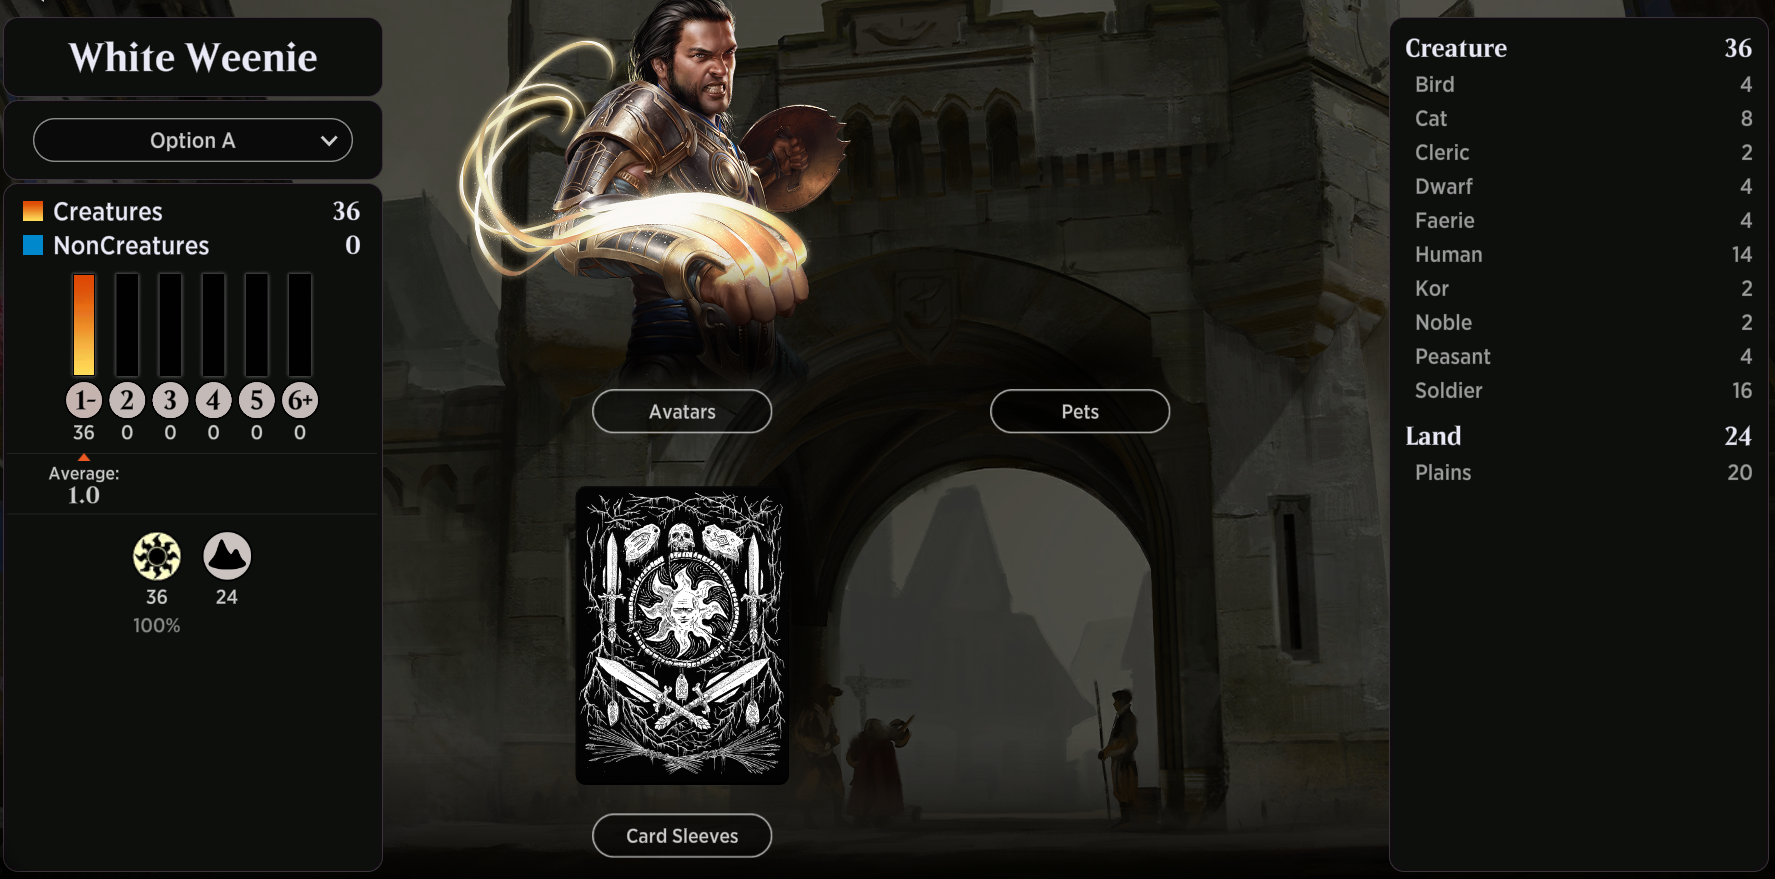 White Weenie
Option A
Creatures 36
NonCreatures 0
1- 2 3 4 5 6+
36 0 0 0 0 0
Average:
1.0
36 24
100%
Avatars
Pets
Card Sleeves
Creature 36
Bird 4
Cat 8
Cleric 2
Dwarf 4
Faerie 4
Human 14
Kor 2
Noble 2
Peasant 4
Soldier 16
Land 24
Plains 20